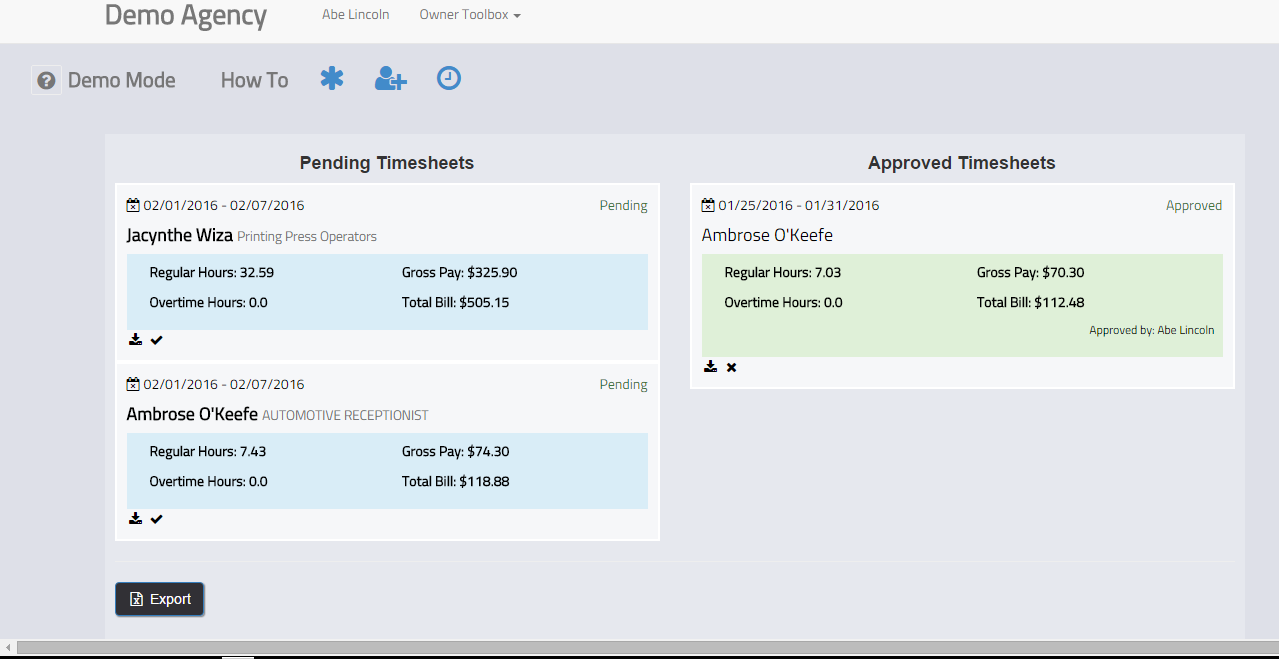 Demo Agency Abe Lincoln Owner Toolbox
Demo Mode How To
Pending Timesheets
02/01/2016 - 02/07/2016 Pending
Jacynthe Wiza Printing Press Operators
Regular Hours: 32.59 Gross Pay: $325.90
Overtime Hours: 0.0 Total Bill: $505.15
02/01/2016 - 02/07/2016 Pending
Ambrose O'Keefe AUTOMOTIVE RECEPTIONIST
Regular Hours: 7.43 Gross Pay: $74.30
Overtime Hours: 0.0 Total Bill: $118.88
Approved Timesheets
01/25/2016 - 01/31/2016 Approved
Ambrose O'Keefe
Regular Hours: 7.03 Gross Pay: $70.30
Overtime Hours: 0.0 Total Bill: $112.48
Approved by: Abe Lincoln
Export